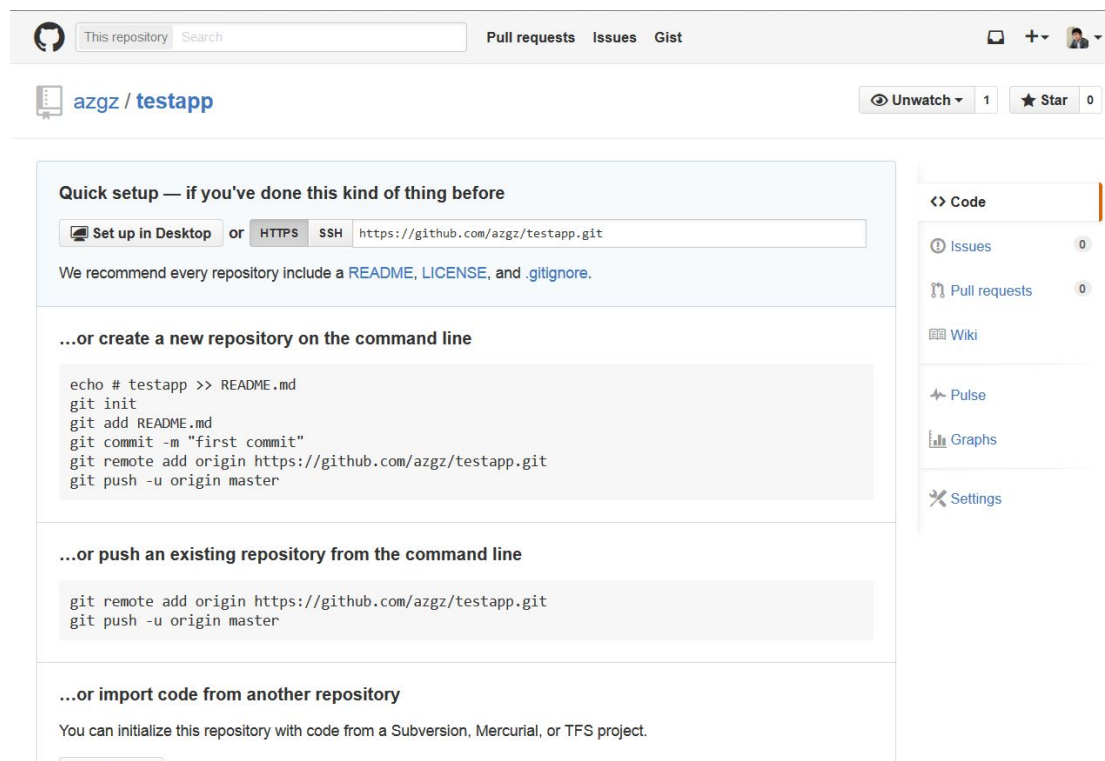 This repository Search Pull requests Issues Gist
azgz / testapp
Unwatch 1 Star 0
Quick setup — if you've done this kind of thing before
Set up in Desktop or HTTPS SSH https://github.com/azgz/testapp.git
We recommend every repository include a README, LICENSE, and .gitignore.
…or create a new repository on the command line
echo # testapp >> README.md
git init
git add README.md
git commit -m "first commit"
git remote add origin https://github.com/azgz/testapp.git
git push -u origin master
…or push an existing repository from the command line
git remote add origin https://github.com/azgz/testapp.git
git push -u origin master
…or import code from another repository
You can initialize this repository with code from a Subversion, Mercurial, or TFS project.
<> Code
Issues 0
Pull requests 0
Wiki
Pulse
Graphs
Settings